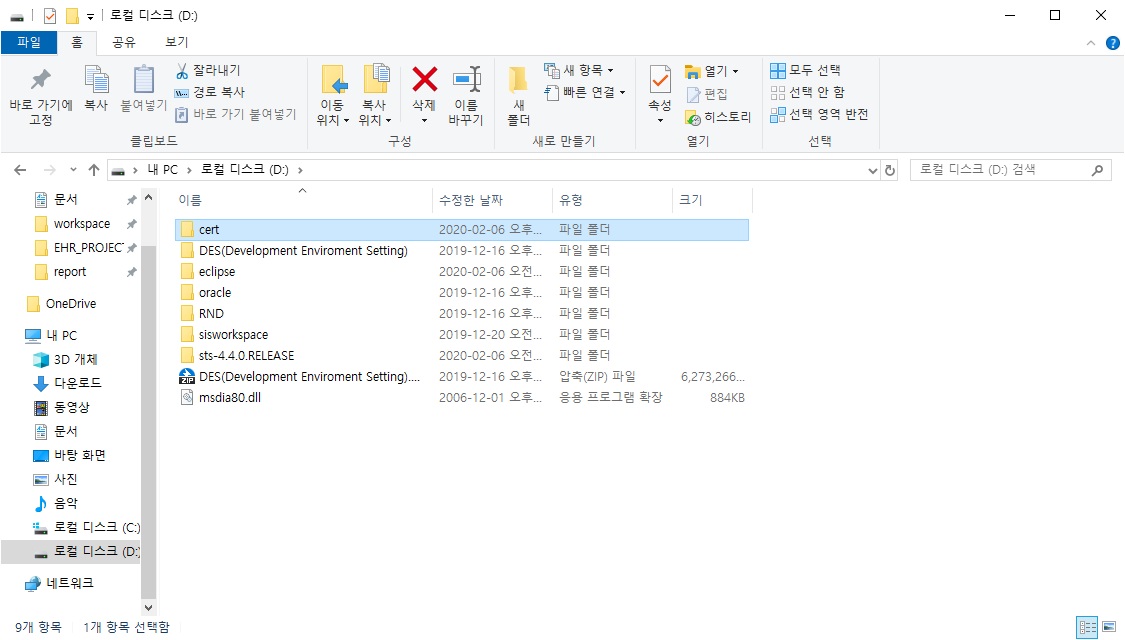 로컬 디스크 (D:)
파일 홈 공유 보기
바로 가기에 고정
복사
붙여넣기
잘라내기
경로 복사
바로 가기 붙여넣기
클립보드
이동 위치
복사 위치
삭제
이름 바꾸기
구성
새 폴더
새 항목
빠른 연결
새로 만들기
속성
열기
편집
히스토리
열기
모두 선택
선택 안 함
선택 영역 반전
선택
내 PC > 로컬 디스크 (D:) >
로컬 디스크 (D:) 검색
문서
workspace
EHR_PROJEC
report
OneDrive
내 PC
3D 개체
다운로드
동영상
문서
바탕 화면
사진
음악
로컬 디스크 (C:)
로컬 디스크 (D:)
네트워크
이름 수정한 날짜 유형 크기
cert 2020-02-06 오후... 파일 폴더
DES(Development Enviroment Setting) 2019-12-16 오후... 파일 폴더
eclipse 2020-02-06 오전... 파일 폴더
oracle 2019-12-16 오후... 파일 폴더
RND 2019-12-16 오후... 파일 폴더
sisworkspace 2019-12-20 오전... 파일 폴더
sts-4.4.0.RELEASE 2020-02-06 오전... 파일 폴더
DES(Development Enviroment Setting).... 2019-12-16 오후... 압축(ZIP) 파일 6,273,266...
msdia80.dll 2006-12-01 오후... 응용 프로그램 확장 884KB
9개 항목 1개 항목 선택함